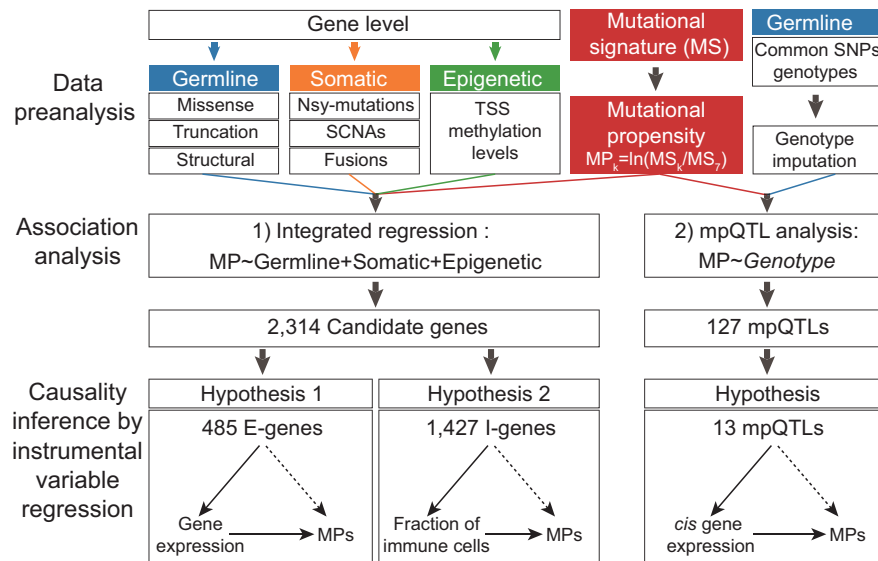 Gene level
Mutational
signature (MS)
Germline
Common SNPs
genotypes
Data
preanalysis
Germline
Missense
Truncation
Structural
Somatic
Nsy-mutations
SCNAs
Fusions
Epigenetic
TSS
methylation
levels
Mutational
propensity
MPk=ln(MSk/MS7)
Genotype
imputation
Association
analysis
1) Integrated regression :
MP~Germline+Somatic+Epigenetic
2) mpQTL analysis:
MP~Genotype
2,314 Candidate genes
127 mpQTLs
Causality
inference by
instrumental
variable
regression
Hypothesis 1
485 E-genes
Gene
expression
MPs
Hypothesis 2
1,427 I-genes
Fraction of
immune cells
MPs
Hypothesis
13 mpQTLs
cis gene
expression
MPs